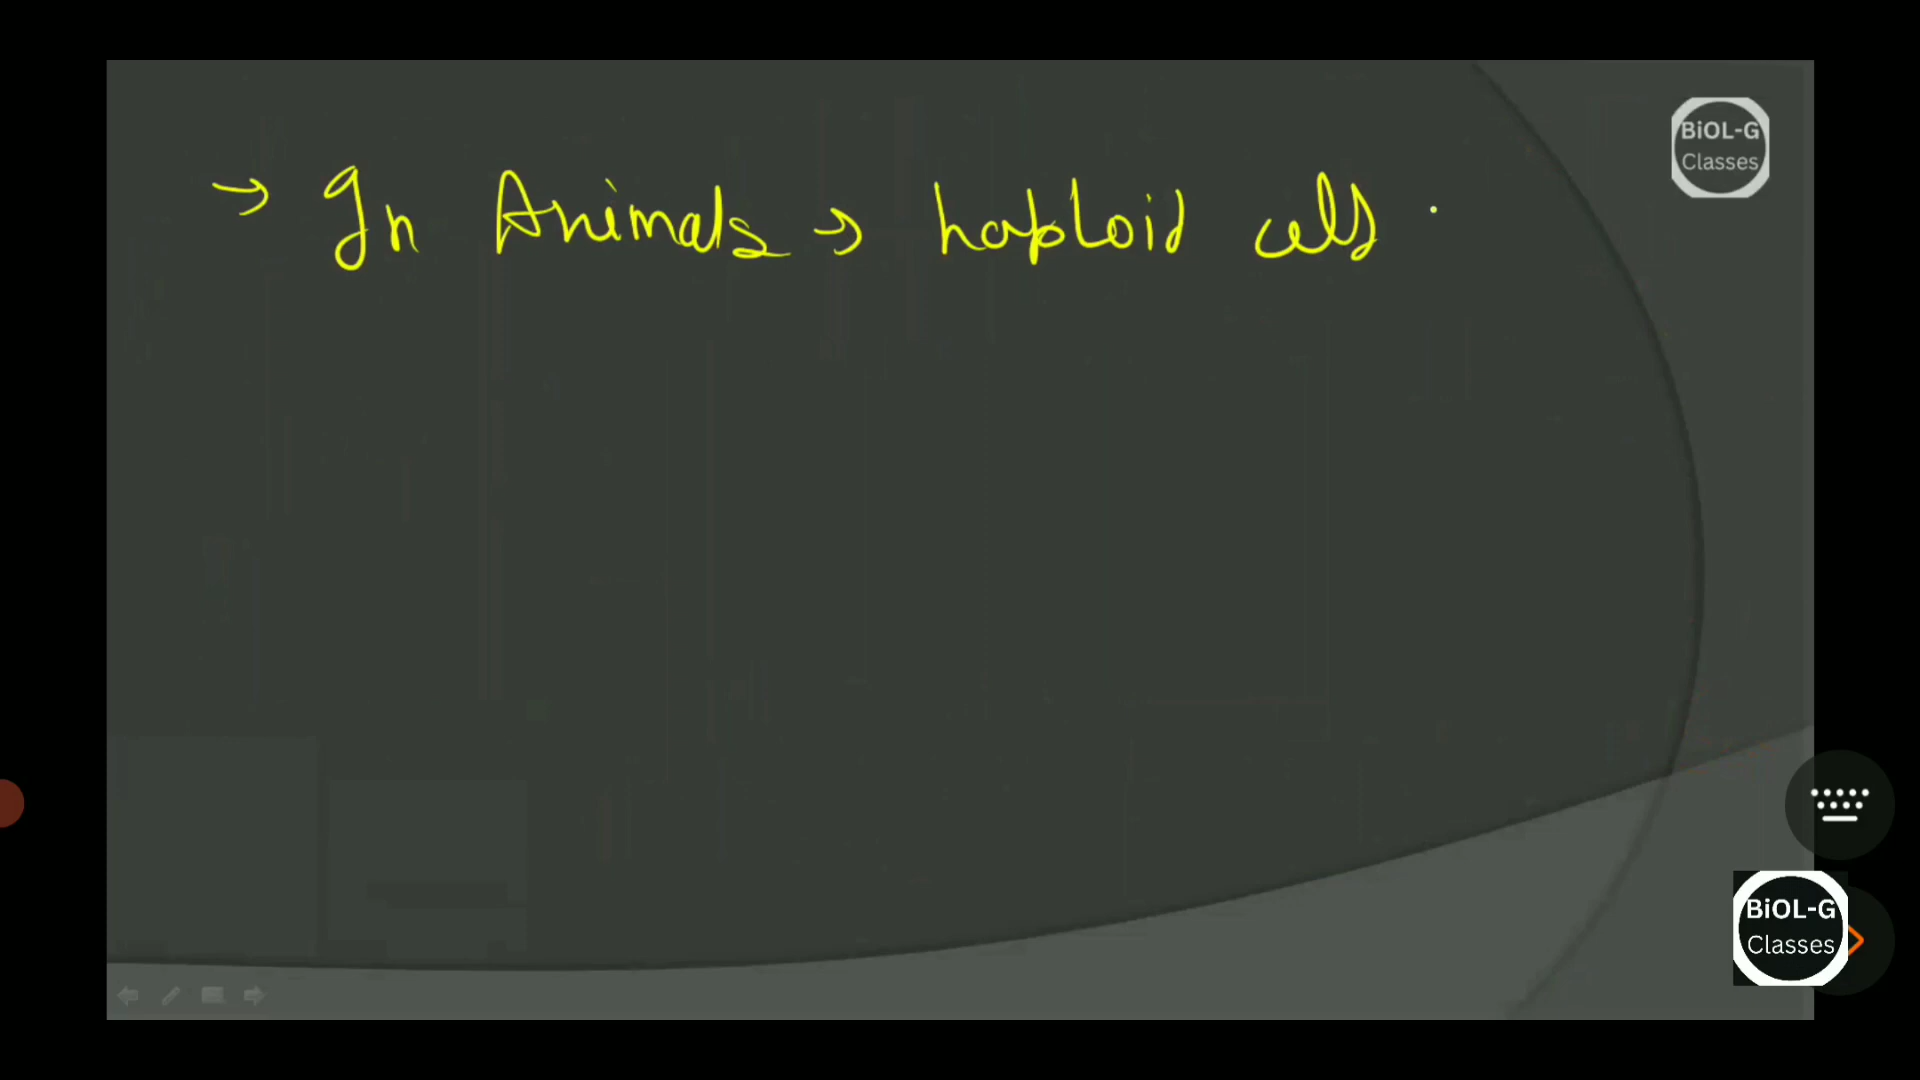 → In Animals → haploid cells
BiOL-G
Classes
BiOL-G
Classes